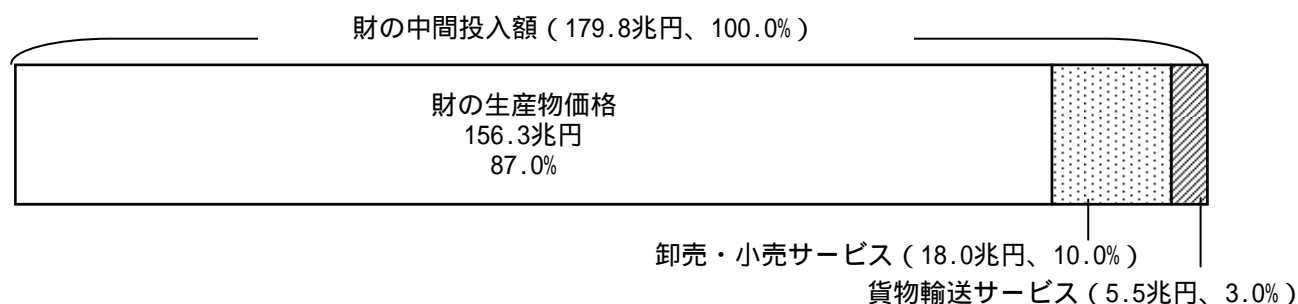 財の中間投入額（179.8兆円、100.0%）
財の生産物価格
156.3兆円
87.0%
卸売・小売サービス（18.0兆円、10.0%）
貨物輸送サービス（5.5兆円、3.0%）